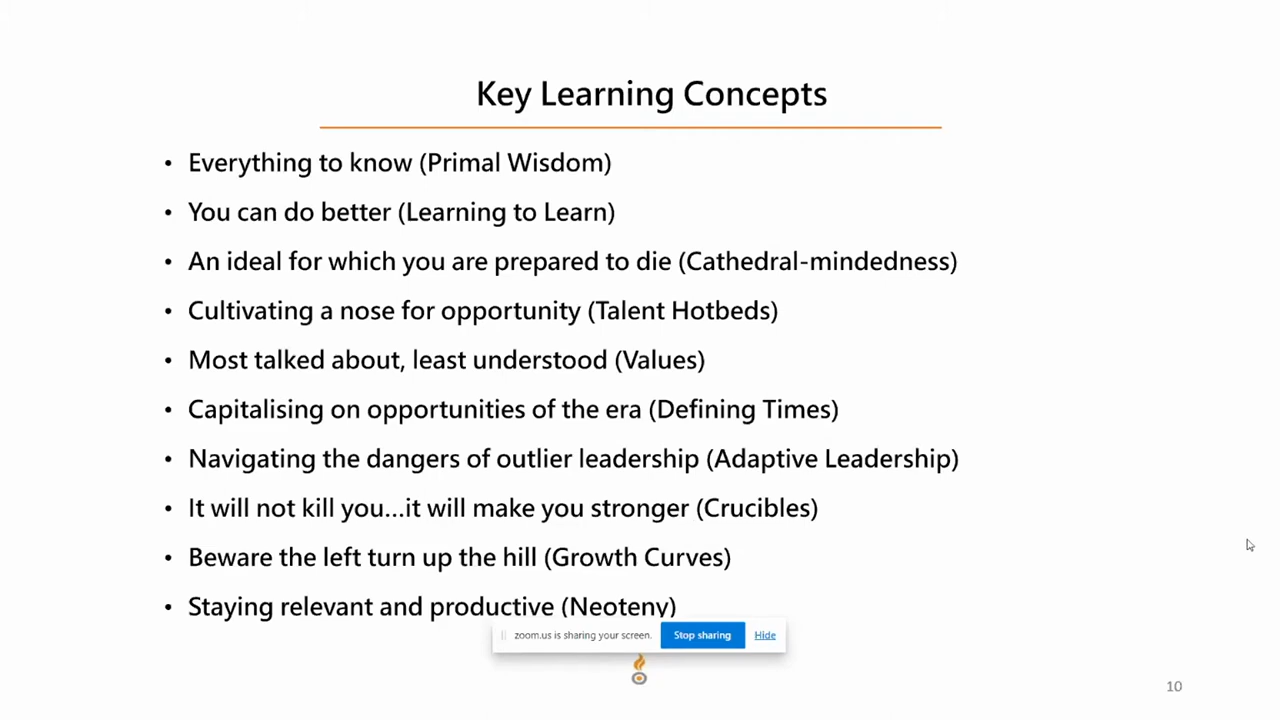 Key Learning Concepts
• Everything to know (Primal Wisdom)
• You can do better (Learning to Learn)
• An ideal for which you are prepared to die (Cathedral-mindedness)
• Cultivating a nose for opportunity (Talent Hotbeds)
• Most talked about, least understood (Values)
• Capitalising on opportunities of the era (Defining Times)
• Navigating the dangers of outlier leadership (Adaptive Leadership)
• It will not kill you...it will make you stronger (Crucibles)
• Beware the left turn up the hill (Growth Curves)
• Staying relevant and productive (Neoteny)
zoom.us is sharing your screen. Stop sharing Hide
10